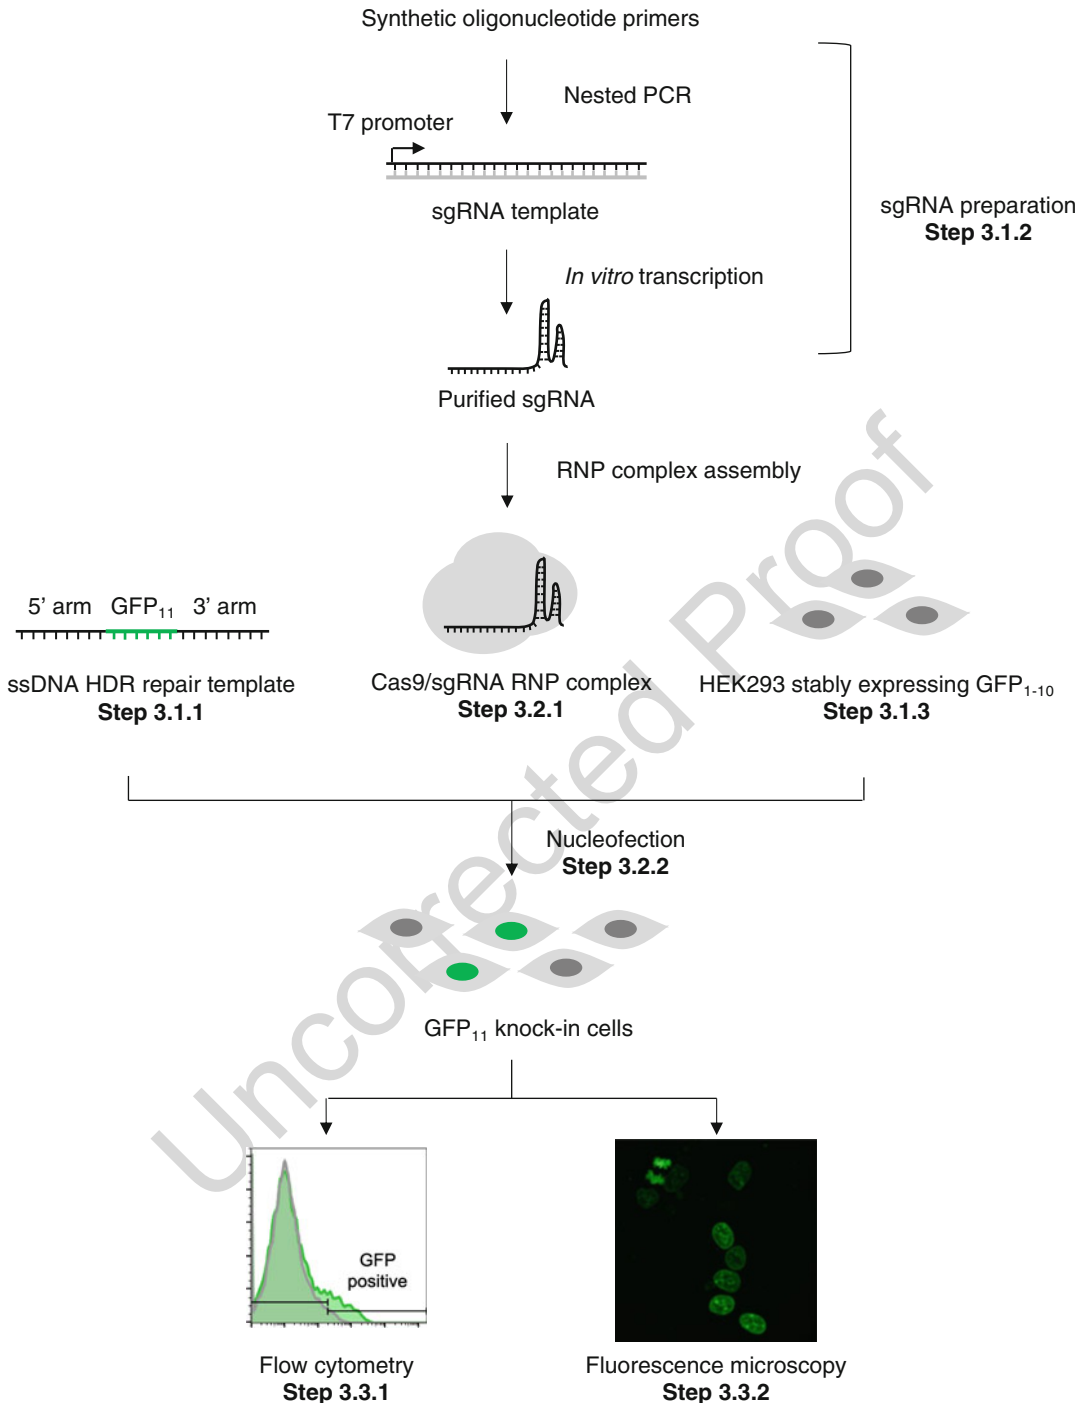 Synthetic oligonucleotide primers
Nested PCR
T7 promoter
sgRNA template
sgRNA preparation
Step 3.1.2
In vitro transcription
Purified sgRNA
RNP complex assembly
5' arm GFP11 3' arm
ssDNA HDR repair template
Step 3.1.1
Cas9/sgRNA RNP complex
Step 3.2.1
HEK293 stably expressing GFP1-10
Step 3.1.3
Nucleofection
Step 3.2.2
GFP11 knock-in cells
GFP
positive
Flow cytometry
Step 3.3.1
Fluorescence microscopy
Step 3.3.2
Uncorrected Proof